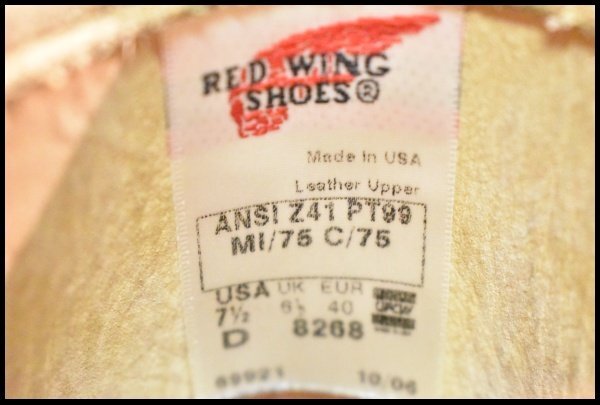 RED WING
SHOES®
Made in USA
Leather Upper
ANSI Z41 PT99
MI/75 C/75
USA UK EUR
7½ 6½ 40
D 8268
10/06